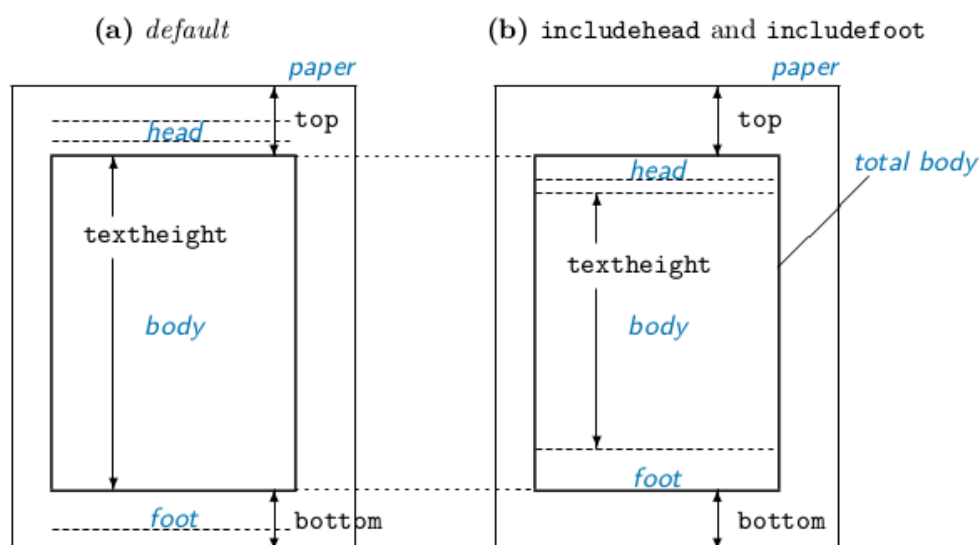 (a) default
(b) includehead and includefoot
paper
paper
top
top
head
head
total body
textheight
textheight
body
body
foot
foot
bottom
bottom